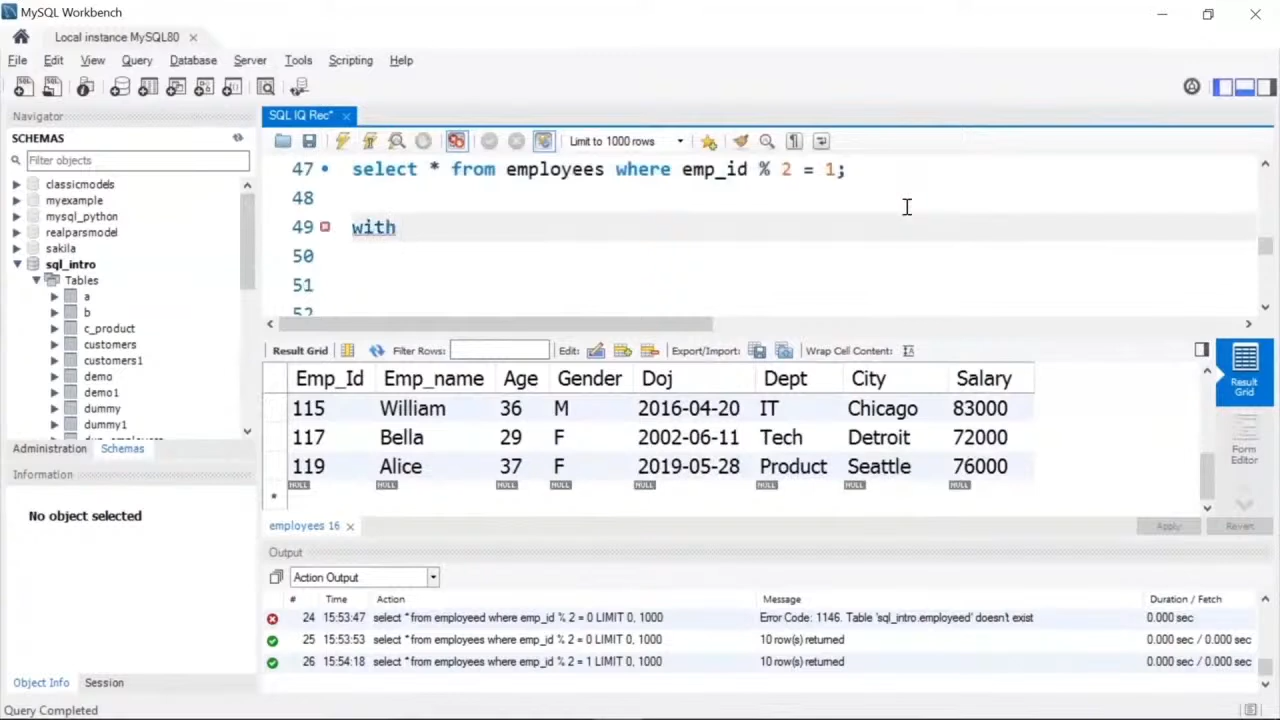 MySQL Workbench
Local instance MySQL80
File Edit View Query Database Server Tools Scripting Help
Navigator
SCHEMAS
Filter objects
classicmodels
myexample
mysql_python
realparsmodel
sakila
sql_intro
Tables
a
b
c_product
customers
customers1
demo
demo1
dummy
dummy1
Administration Schemas
Information
No object selected
Object Info Session
Query Completed
SQL IQ Rec*
Limit to 1000 rows
47 select * from employees where emp_id % 2 = 1;
48
49 with
50
51
52
Result Grid Filter Rows: Edit: Export/Import: Wrap Cell Content:
Emp_Id Emp_name Age Gender Doj Dept City Salary
115 William 36 M 2016-04-20 IT Chicago 83000
117 Bella 29 F 2002-06-11 Tech Detroit 72000
119 Alice 37 F 2019-05-28 Product Seattle 76000
NULL NULL NULL NULL NULL NULL NULL NULL
Result Grid
Form Editor
employees 16
Apply Revert
Output
Action Output
# Time Action Message Duration / Fetch
24 15:53:47 select * from employeed where emp_id % 2 = 0 LIMIT 0, 1000 Error Code: 1146. Table 'sql_intro.employeed' doesn't exist 0.000 sec
25 15:53:53 select * from employees where emp_id % 2 = 0 LIMIT 0, 1000 10 row(s) returned 0.000 sec / 0.000 sec
26 15:54:18 select * from employees where emp_id % 2 = 1 LIMIT 0, 1000 10 row(s) returned 0.000 sec / 0.000 sec